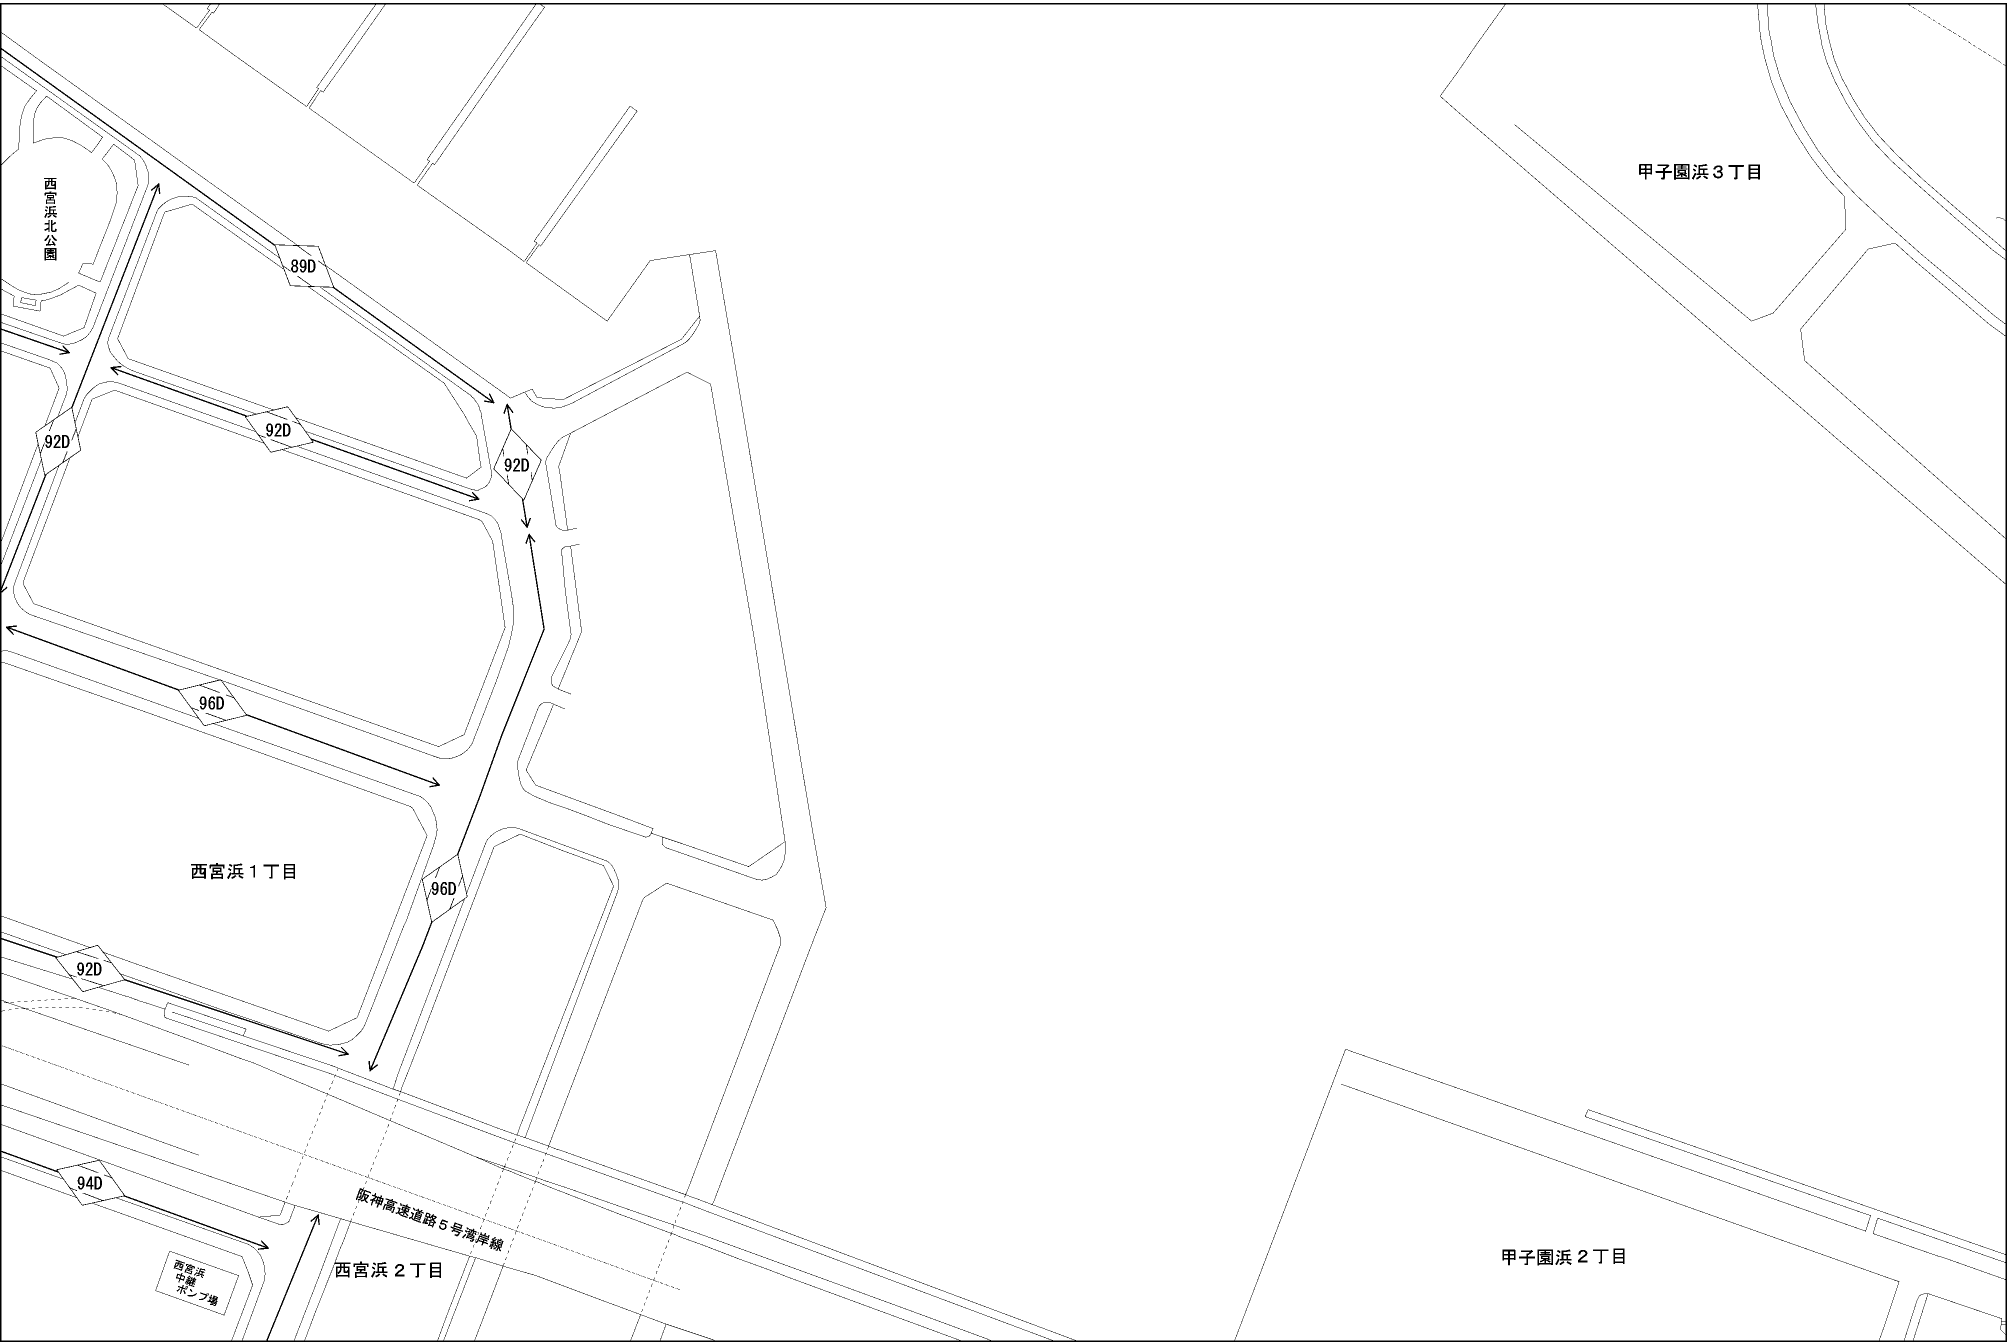 甲子園浜３丁目
西宮浜北公園
89D
92D
92D
92D
96D
西宮浜１丁目
96D
92D
94D
阪神高速道路５号湾岸線
西宮浜２丁目
甲子園浜２丁目
西宮浜
中継
ポンプ場